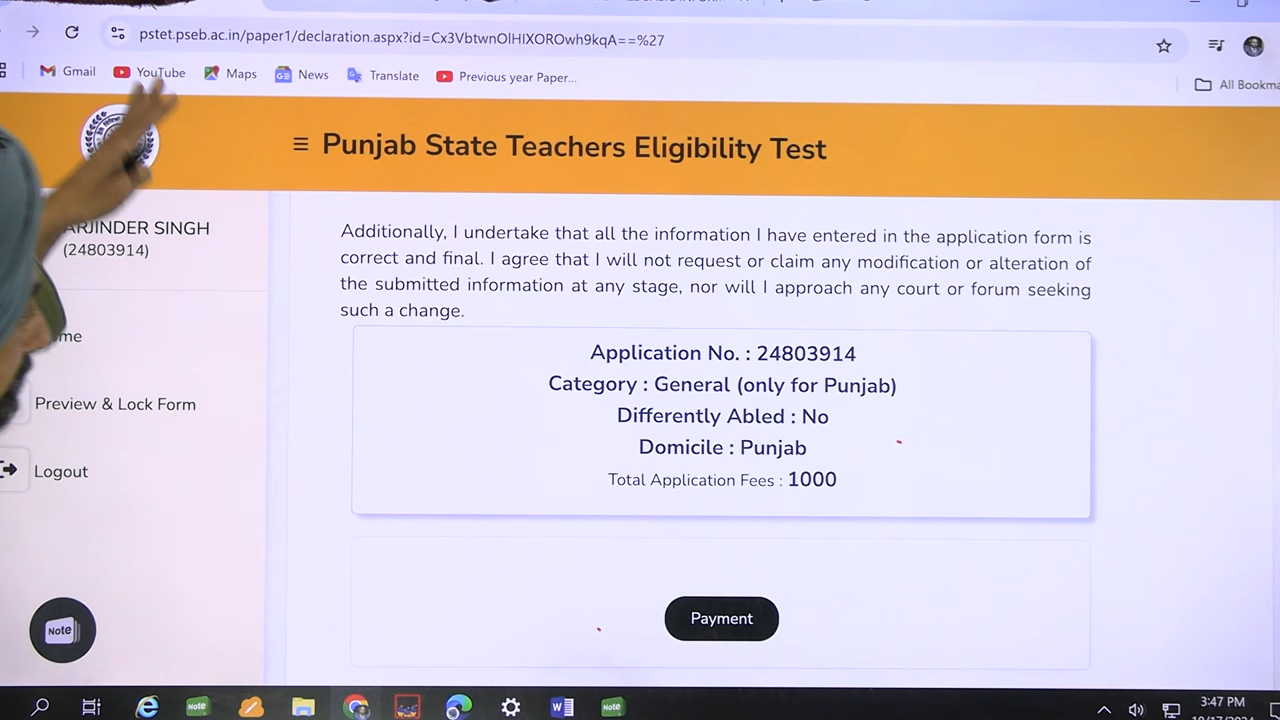 pstet.pseb.ac.in/paper1/declaration.aspx?id=Cx3VbtwnOlHIXOROwh9kqA==%27
Gmail YouTube Maps News Translate Previous year Paper... All Bookma
Punjab State Teachers Eligibility Test
ARJINDER SINGH
(24803914)
Additionally, I undertake that all the information I have entered in the application form is
correct and final. I agree that I will not request or claim any modification or alteration of
the submitted information at any stage, nor will I approach any court or forum seeking
such a change.
ome
Preview & Lock Form
Logout
Application No. : 24803914
Category : General (only for Punjab)
Differently Abled : No
Domicile : Punjab
Total Application Fees : 1000
Payment
Note
Note Note
3:47 PM